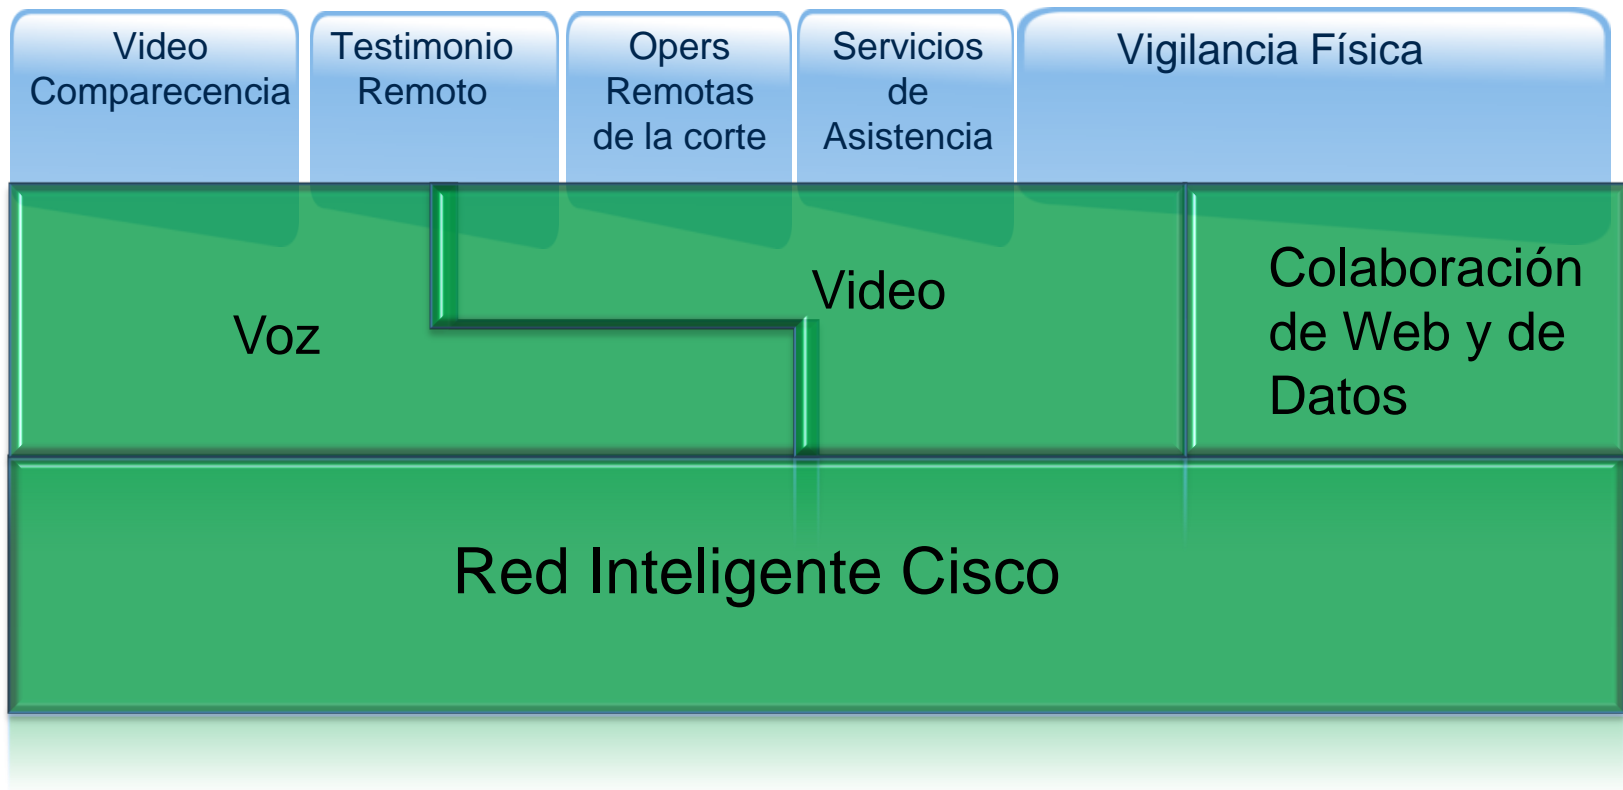 Video
Comparecencia
Testimonio
Remoto
Opers
Remotas
de la corte
Servicios
de
Asistencia
Vigilancia Física
Voz
Video
Colaboración
de Web y de
Datos
Red Inteligente Cisco